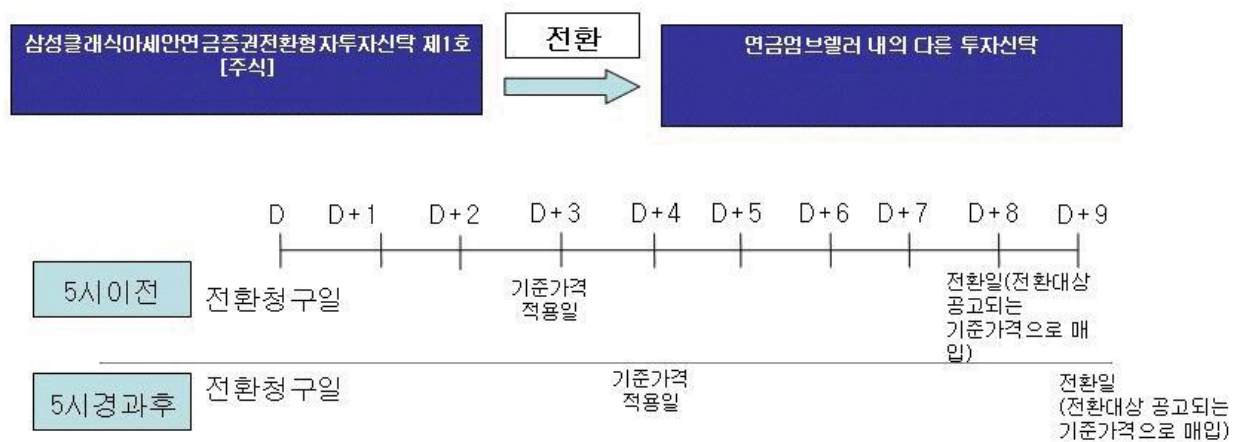 삼성클래식아세안연금증권전환형자투자신탁 제1호
[주식]
전환
연금엄브렐러 내의 다른 투자신탁
D D+1 D+2 D+3 D+4 D+5 D+6 D+7 D+8 D+9
5시이전
전환청구일
기준가격
적용일
전환일(전환대상
공고되는
기준가격으로 매
입)
5시경과후
전환청구일
기준가격
적용일
전환일
(전환대상 공고되는
기준가격으로 매입)